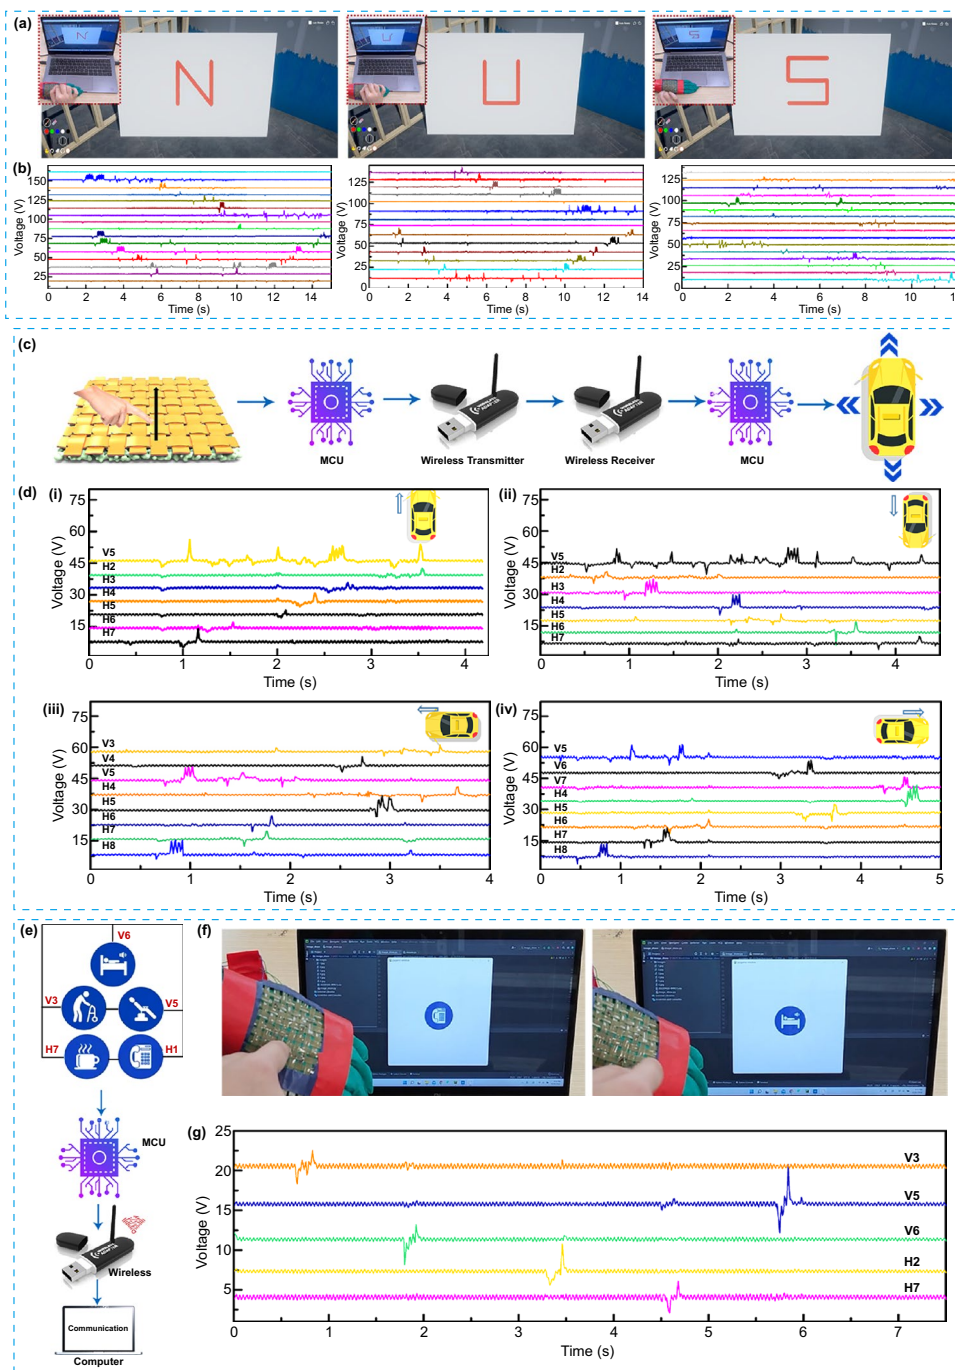 (a)
N
U
S
(b)
Voltage (V)
150
125
100
75
50
25
0 2 4 6 8 10 12 14
Time (s)
Voltage (V)
125
100
75
50
25
0
0 2 4 6 8 10 12 14
Time (s)
Voltage (V)
125
100
75
50
25
0
0 2 4 6 8 10 12
Time (s)
(c)
MCU
Wireless Transmitter
Wireless Receiver
MCU
WIRELESS ADAPTER
WIRELESS ADAPTER
(d)
(i)
Voltage (V)
75
60
45
30
15
V5
H2
H3
H4
H5
H6
H7
0 1 2 3 4
Time (s)
(ii)
Voltage (V)
75
60
45
30
15
V5
H2
H3
H4
H5
H6
H7
0 1 2 3 4
Time (s)
(iii)
Voltage (V)
75
60
45
30
15
V3
V4
V5
H4
H5
H6
H7
H8
0 1 2 3 4
Time (s)
(iv)
Voltage (V)
75
60
45
30
15
V5
V6
V7
H4
H5
H6
H7
H8
0 1 2 3 4 5
Time (s)
(e)
V6
V3
V5
H7
H1
MCU
WIRELESS ADAPTER
Wireless
Communication
Computer
(f)
(g)
Voltage (V)
25
20
15
10
5
V3
V5
V6
H2
H7
0 1 2 3 4 5 6 7
Time (s)